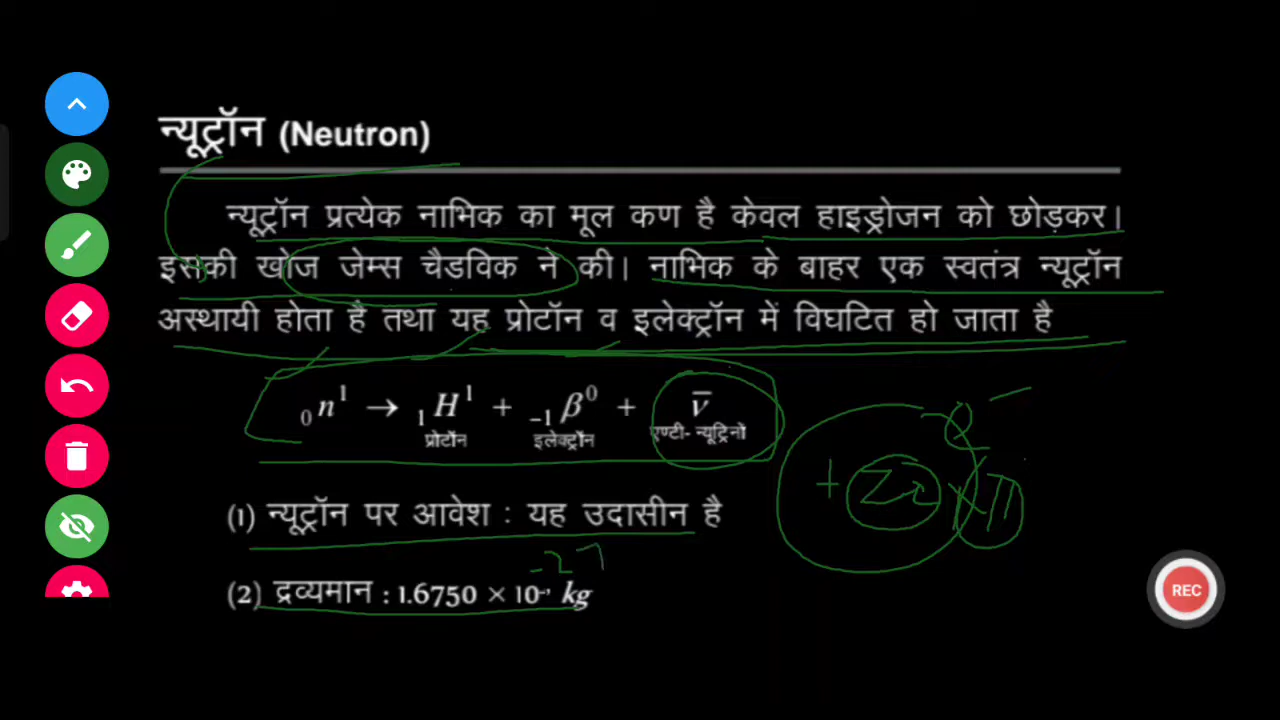 न्यूट्रॉन (Neutron)
न्यूट्रॉन प्रत्येक नाभिक का मूल कण है केवल हाइड्रोजन को छोड़कर।
इसकी खोज जेम्स चैडविक ने की। नाभिक के बाहर एक स्वतंत्र न्यूट्रॉन
अस्थायी होता है तथा यह प्रोटॉन व इलेक्ट्रॉन में विघटित हो जाता है
₀n¹ → ₁H¹ + ₋₁β⁰ + ν̄
प्रोटॉन इलेक्ट्रॉन एण्टी- न्यूट्रिनो
(1) न्यूट्रॉन पर आवेश : यह उदासीन है
-27
(2) द्रव्यमान : 1.6750 × 10 kg
REC